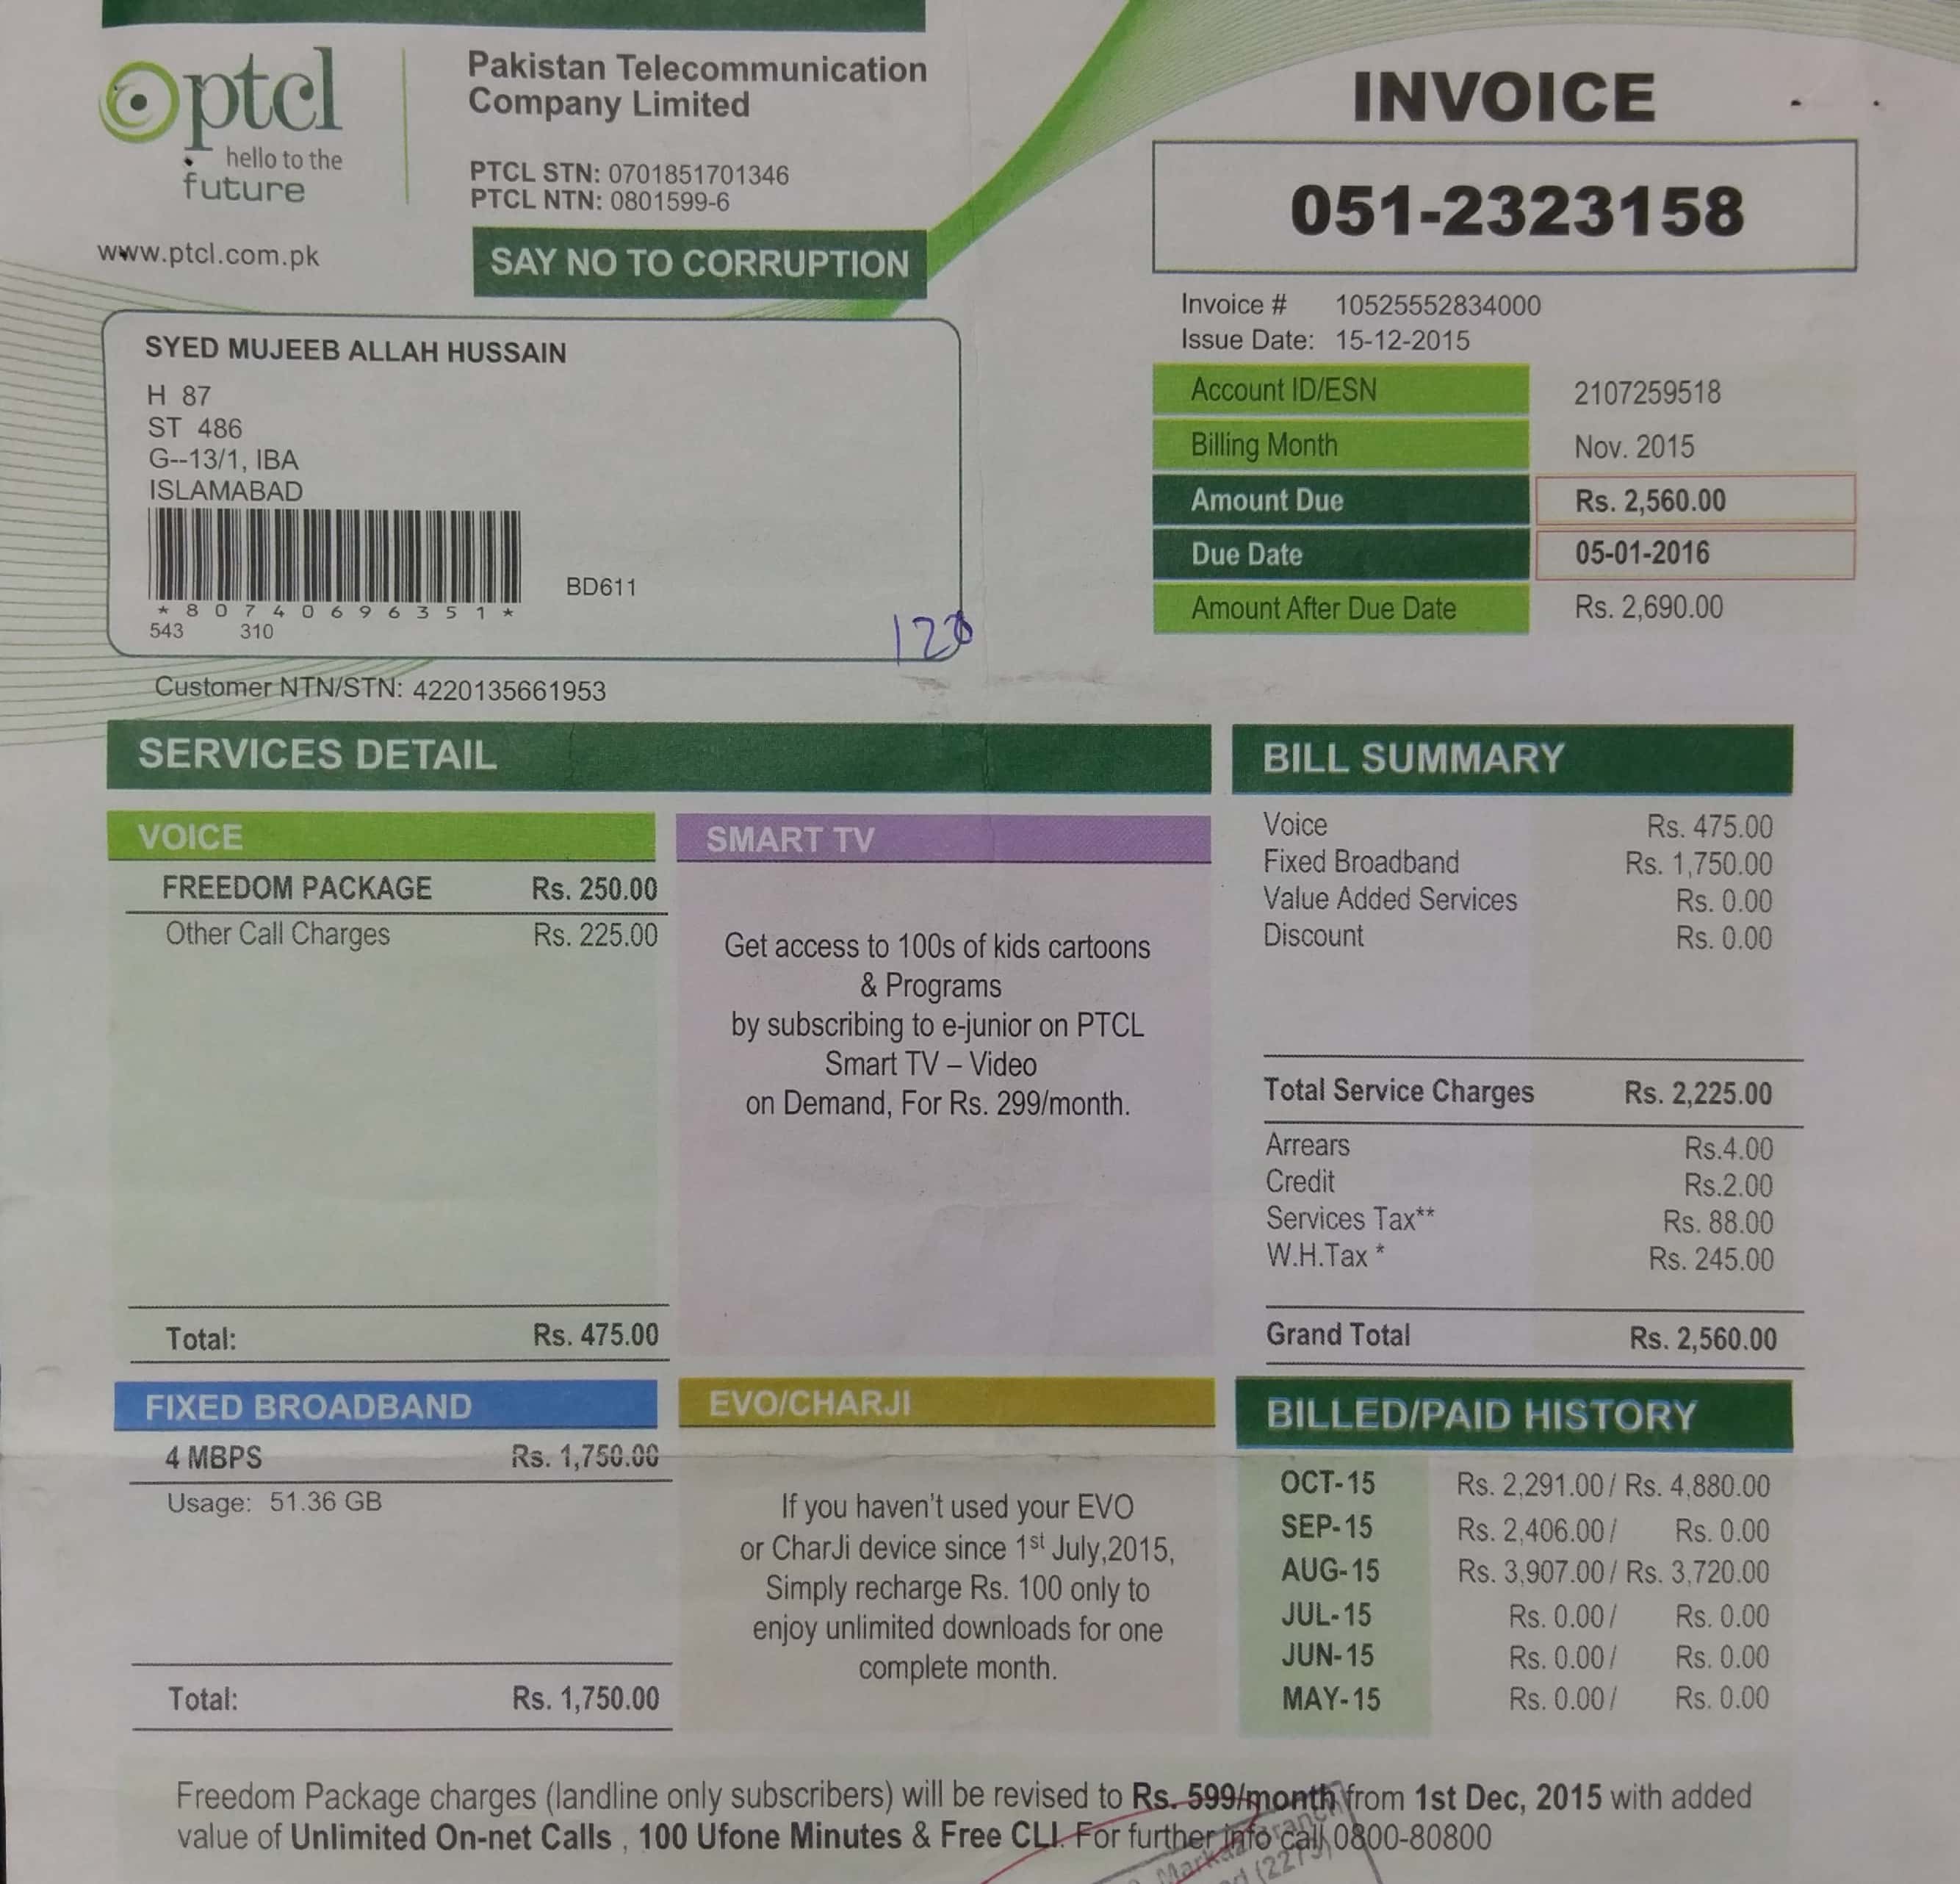 ptcl
hello to the
future
www.ptcl.com.pk
Pakistan Telecommunication
Company Limited
PTCL STN: 0701851701346
PTCL NTN: 0801599-6
SAY NO TO CORRUPTION
INVOICE
051-2323158
Invoice # 10525552834000
Issue Date: 15-12-2015
Account ID/ESN 2107259518
Billing Month Nov. 2015
Amount Due Rs. 2,560.00
Due Date 05-01-2016
Amount After Due Date Rs. 2,690.00
SYED MUJEEB ALLAH HUSSAIN
H 87
ST 486
G--13/1, IBA
ISLAMABAD
*80740696351*
543 310
BD611
Customer NTN/STN: 4220135661953
SERVICES DETAIL
VOICE
FREEDOM PACKAGE Rs. 250.00
Other Call Charges Rs. 225.00
Total: Rs. 475.00
SMART TV
Get access to 100s of kids cartoons
& Programs
by subscribing to e-junior on PTCL
Smart TV – Video
on Demand, For Rs. 299/month.
BILL SUMMARY
Voice Rs. 475.00
Fixed Broadband Rs. 1,750.00
Value Added Services Rs. 0.00
Discount Rs. 0.00
Total Service Charges Rs. 2,225.00
Arrears Rs.4.00
Credit Rs.2.00
Services Tax** Rs. 88.00
W.H.Tax * Rs. 245.00
Grand Total Rs. 2,560.00
FIXED BROADBAND
4 MBPS Rs. 1,750.00
Usage: 51.36 GB
Total: Rs. 1,750.00
EVO/CHARJI
If you haven't used your EVO
or CharJi device since 1st July,2015,
Simply recharge Rs. 100 only to
enjoy unlimited downloads for one
complete month.
BILLED/PAID HISTORY
OCT-15 Rs. 2,291.00/ Rs. 4,880.00
SEP-15 Rs. 2,406.00/ Rs. 0.00
AUG-15 Rs. 3,907.00/ Rs. 3,720.00
JUL-15 Rs. 0.00/ Rs. 0.00
JUN-15 Rs. 0.00/ Rs. 0.00
MAY-15 Rs. 0.00/ Rs. 0.00
Freedom Package charges (landline only subscribers) will be revised to Rs. 599/month from 1st Dec, 2015 with added
value of Unlimited On-net Calls , 100 Ufone Minutes & Free CLI. For further info call 0800-80800